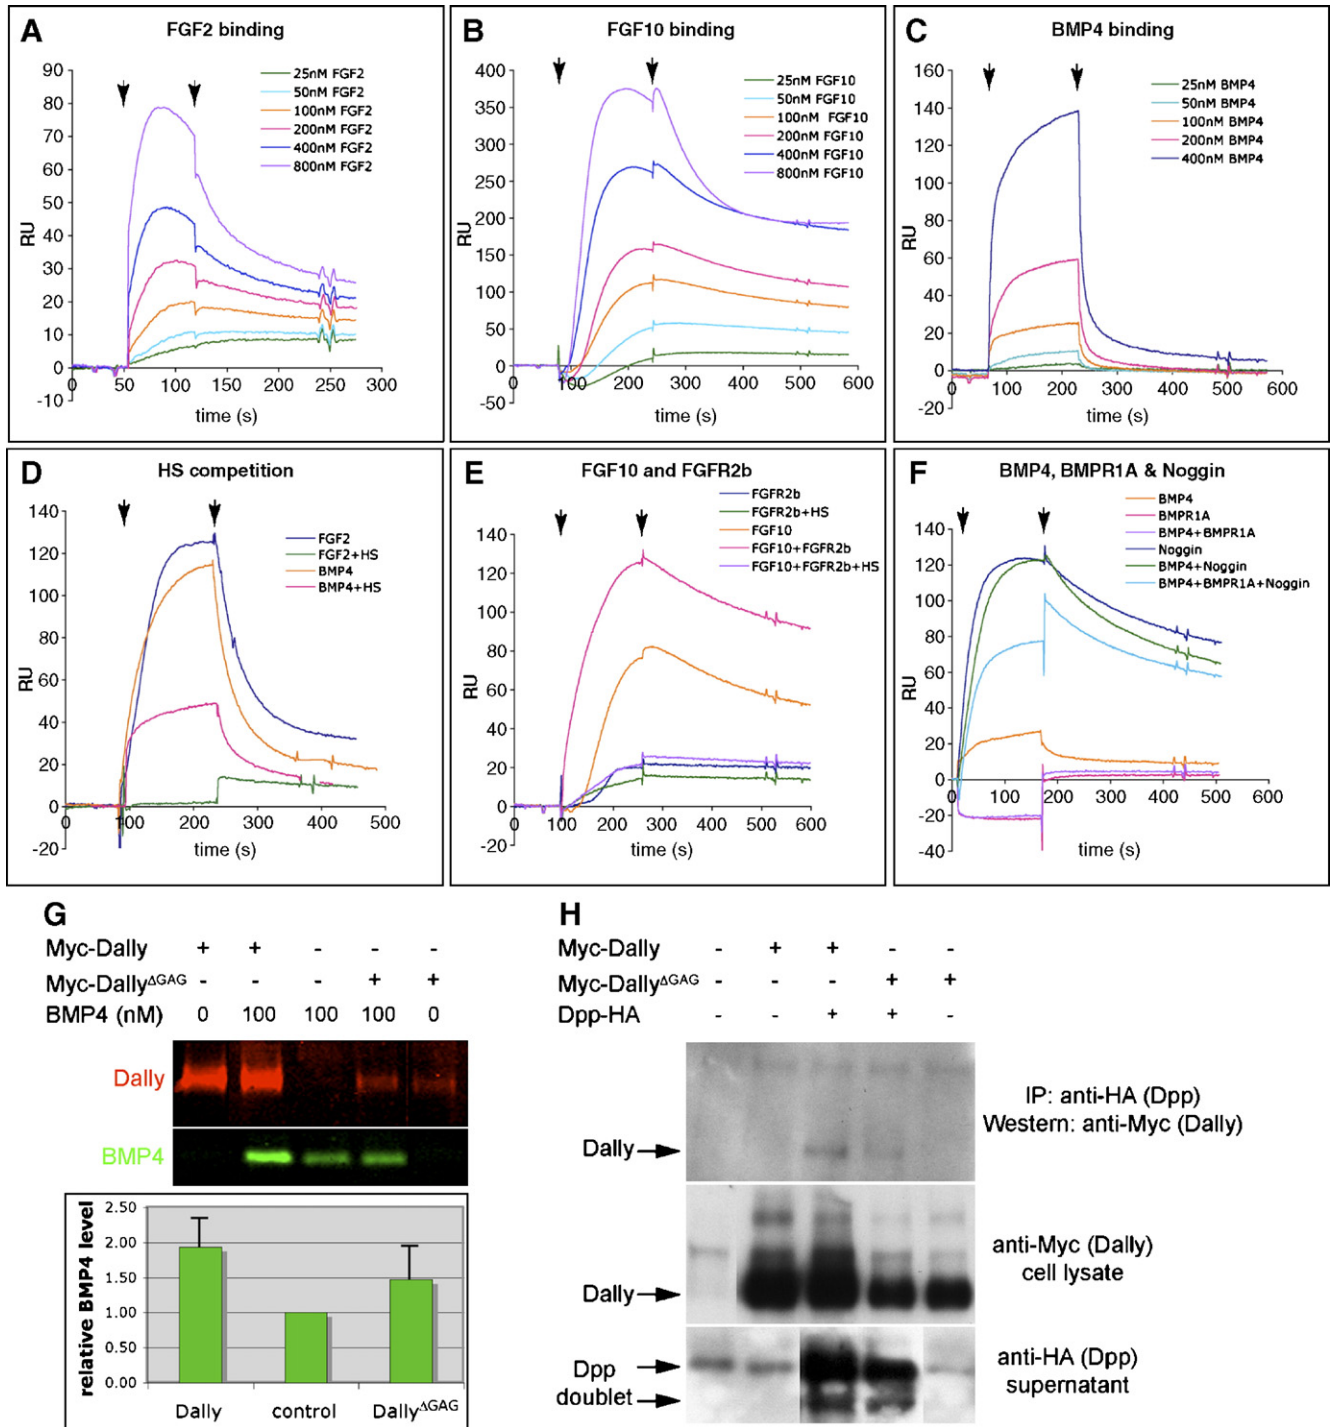 A
FGF2 binding
90
80
70
60
50
40
30
20
10
0
-10
RU
0 50 100 150 200 250 300
time (s)
25nM FGF2
50nM FGF2
100nM FGF2
200nM FGF2
400nM FGF2
800nM FGF2
B
FGF10 binding
400
350
300
250
200
150
100
50
0
-50
RU
0 100 200 300 400 500 600
time (s)
25nM FGF10
50nM FGF10
100nM FGF10
200nM FGF10
400nM FGF10
800nM FGF10
C
BMP4 binding
160
140
120
100
80
60
40
20
0
-20
RU
0 100 200 300 400 500 600
time (s)
25nM BMP4
50nM BMP4
100nM BMP4
200nM BMP4
400nM BMP4
D
HS competition
140
120
100
80
60
40
20
0
-20
RU
0 100 200 300 400 500
time (s)
FGF2
FGF2+HS
BMP4
BMP4+HS
E
FGF10 and FGFR2b
140
120
100
80
60
40
20
0
-20
RU
0 100 200 300 400 500 600
time (s)
FGFR2b
FGFR2b+HS
FGF10
FGF10+FGFR2b
FGF10+FGFR2b+HS
F
BMP4, BMPR1A & Noggin
140
120
100
80
60
40
20
0
-20
-40
RU
0 100 200 300 400 500 600
time (s)
BMP4
BMPR1A
BMP4+BMPR1A
Noggin
BMP4+Noggin
BMP4+BMPR1A+Noggin
G
Myc-Dally + + - - -
Myc-Dally^ΔGAG - - - + +
BMP4 (nM) 0 100 100 100 0
Dally
BMP4
2.50
2.00
1.50
1.00
0.50
0.00
relative BMP4 level
Dally control Dally^ΔGAG
H
Myc-Dally - + + - -
Myc-Dally^ΔGAG - - - + +
Dpp-HA - - + + -
Dally
IP: anti-HA (Dpp)
Western: anti-Myc (Dally)
Dally
anti-Myc (Dally)
cell lysate
Dpp
doublet
anti-HA (Dpp)
supernatant